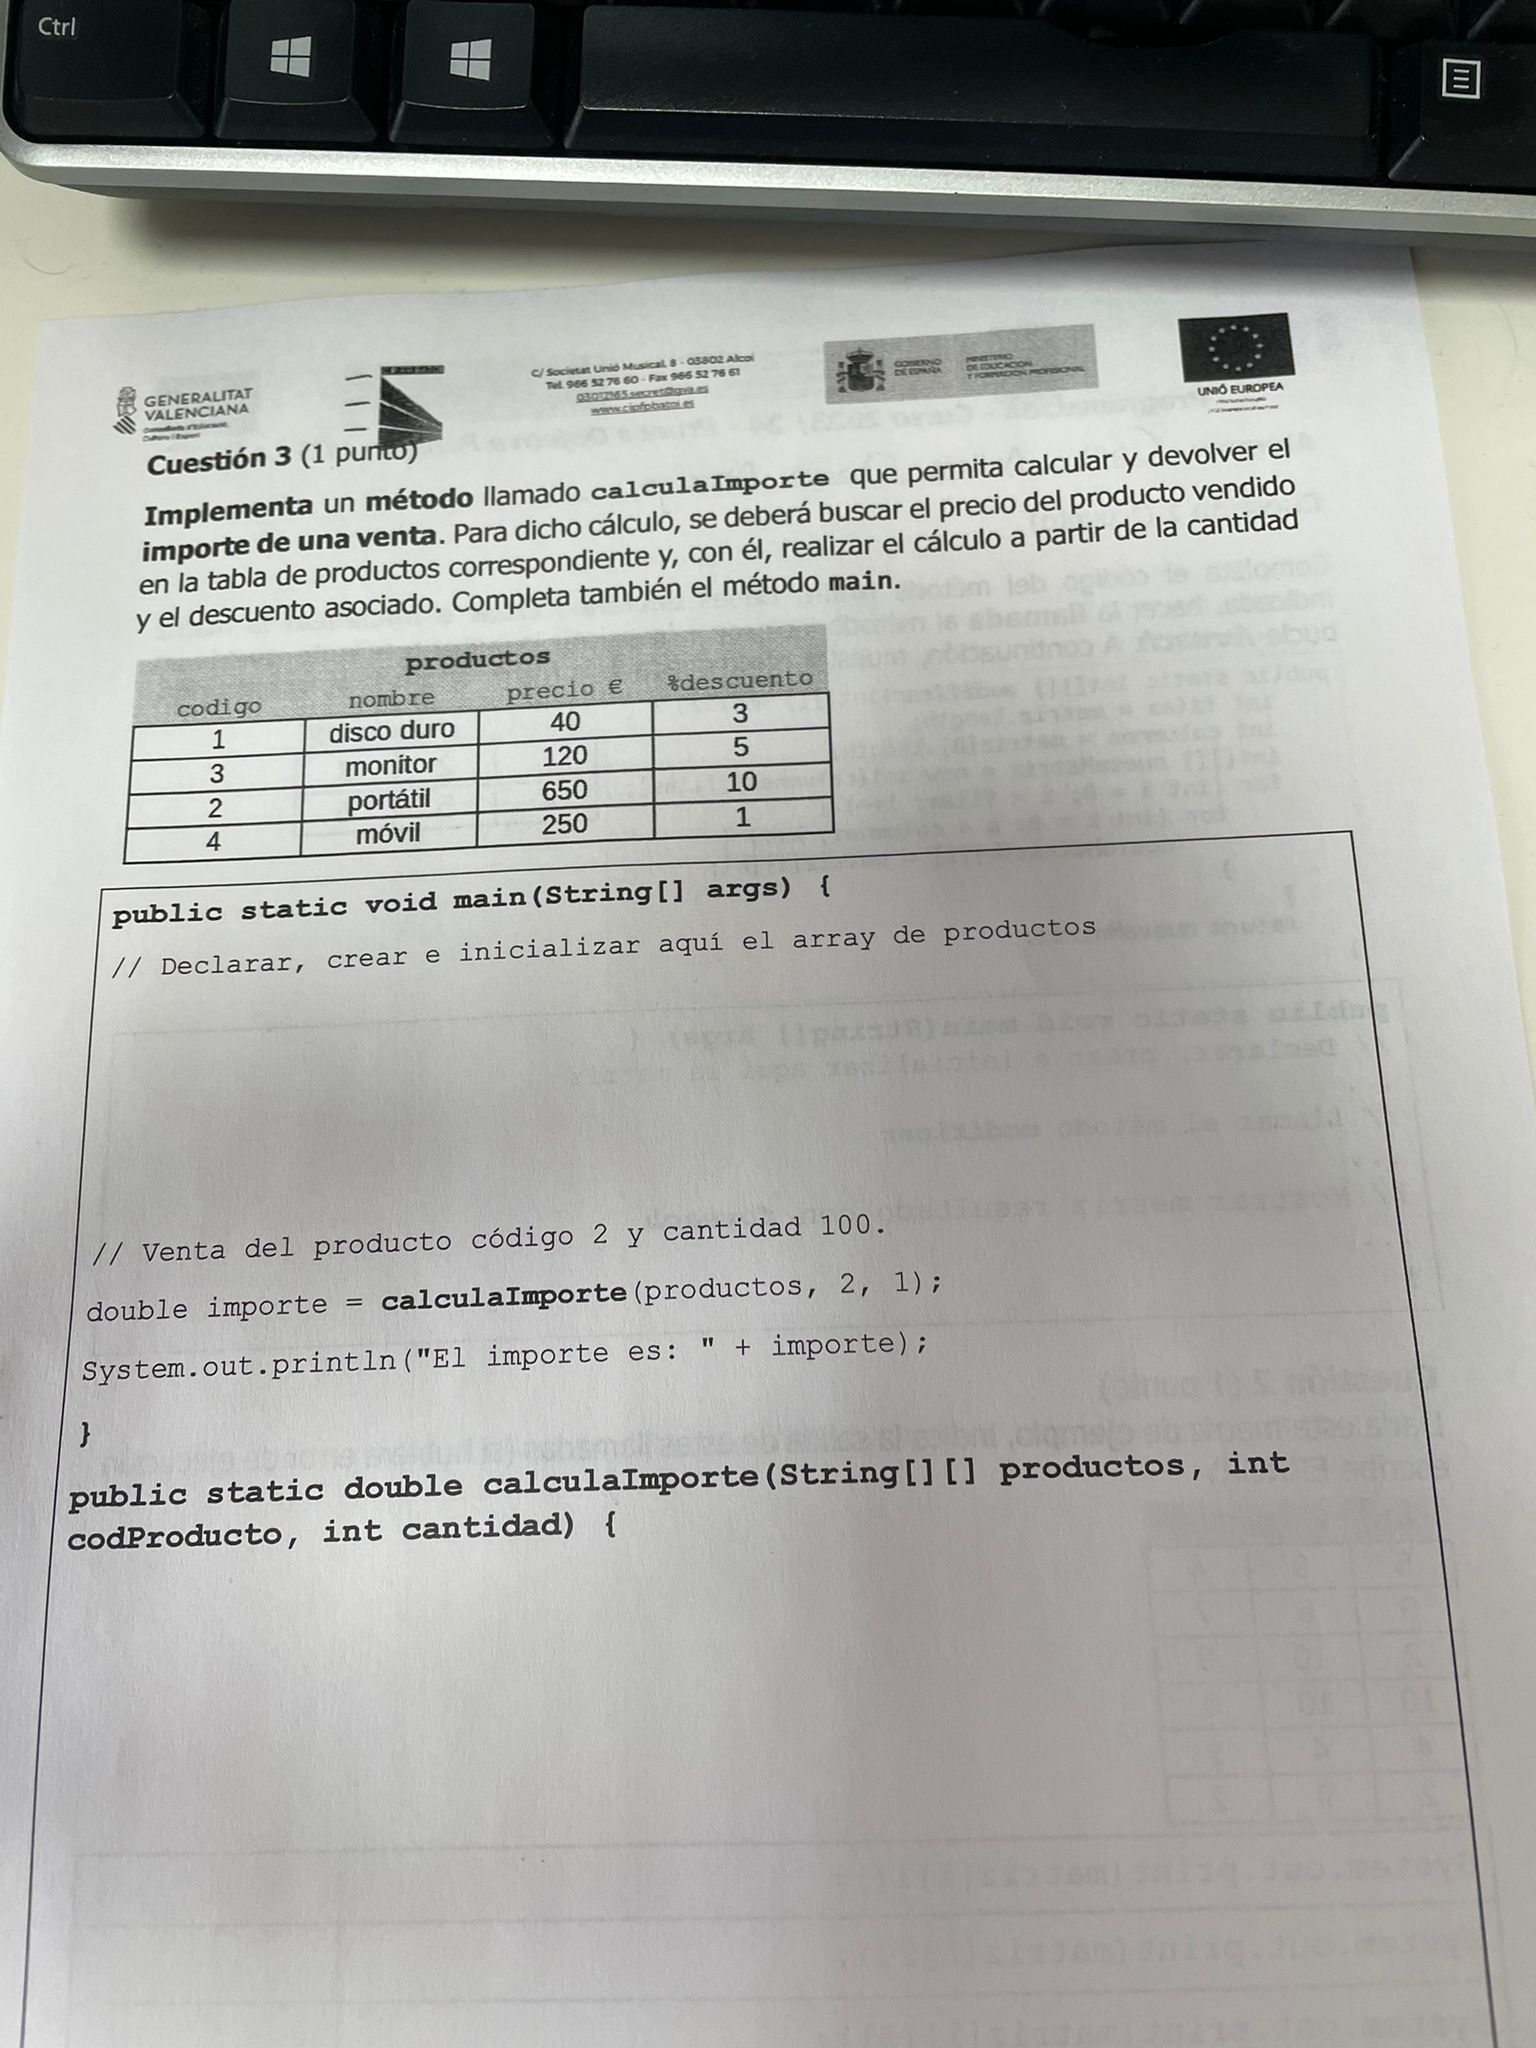 Ctrl
GENERALITAT
VALENCIANA
C/ Societat Unió Musical, 8 - 03802 Alcoi
Tel. 966 52 76 60 - Fax 966 52 76 61
03012165.secret@gva.es
www.cipfpbatoi.es
GOBIERNO
DE ESPAÑA
MINISTERIO
DE EDUCACIÓN
Y FORMACIÓN PROFESIONAL
UNIÓ EUROPEA
Cuestión 3 (1 punto)
Implementa un método llamado calculaImporte que permita calcular y devolver el
importe de una venta. Para dicho cálculo, se deberá buscar el precio del producto vendido
en la tabla de productos correspondiente y, con él, realizar el cálculo a partir de la cantidad
y el descuento asociado. Completa también el método main.
productos
codigo nombre precio € %descuento
1 disco duro 40 3
3 monitor 120 5
2 portátil 650 10
4 móvil 250 1
public static void main(String[] args) {
// Declarar, crear e inicializar aquí el array de productos
// Venta del producto código 2 y cantidad 100.
double importe = calculaImporte(productos, 2, 1);
System.out.println("El importe es: " + importe);
}
public static double calculaImporte(String[][] productos, int
codProducto, int cantidad) {